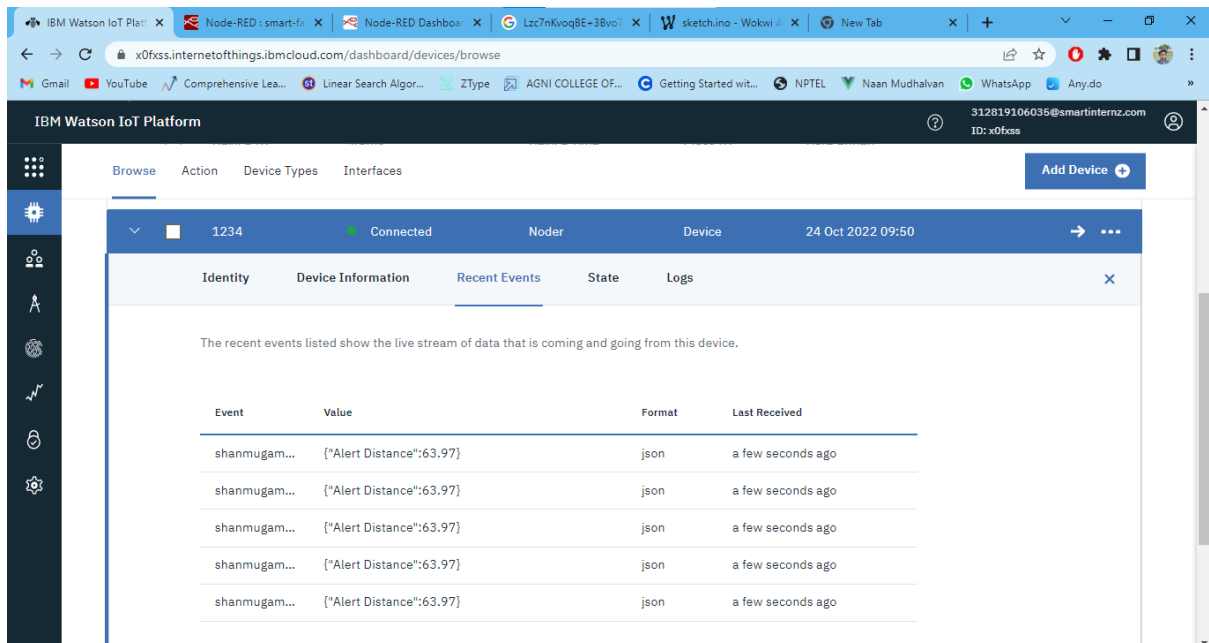 IBM Watson IoT Platf
Node-RED : smart-fa
Node-RED Dashboar
Lzc7nKvoqBE+3Bvo7
sketch.ino - Wokwi A
New Tab
x0fxss.internetofthings.ibmcloud.com/dashboard/devices/browse
Gmail YouTube Comprehensive Lea... Linear Search Algor... ZType AGNI COLLEGE OF... Getting Started wit... NPTEL Naan Mudhalvan WhatsApp Any.do »
IBM Watson IoT Platform
312819106035@smartinternz.com
ID: x0fxss
Browse Action Device Types Interfaces
Add Device
1234 Connected Noder Device 24 Oct 2022 09:50
Identity Device Information Recent Events State Logs
The recent events listed show the live stream of data that is coming and going from this device.
Event Value Format Last Received
shanmugam... {"Alert Distance":63.97} json a few seconds ago
shanmugam... {"Alert Distance":63.97} json a few seconds ago
shanmugam... {"Alert Distance":63.97} json a few seconds ago
shanmugam... {"Alert Distance":63.97} json a few seconds ago
shanmugam... {"Alert Distance":63.97} json a few seconds ago